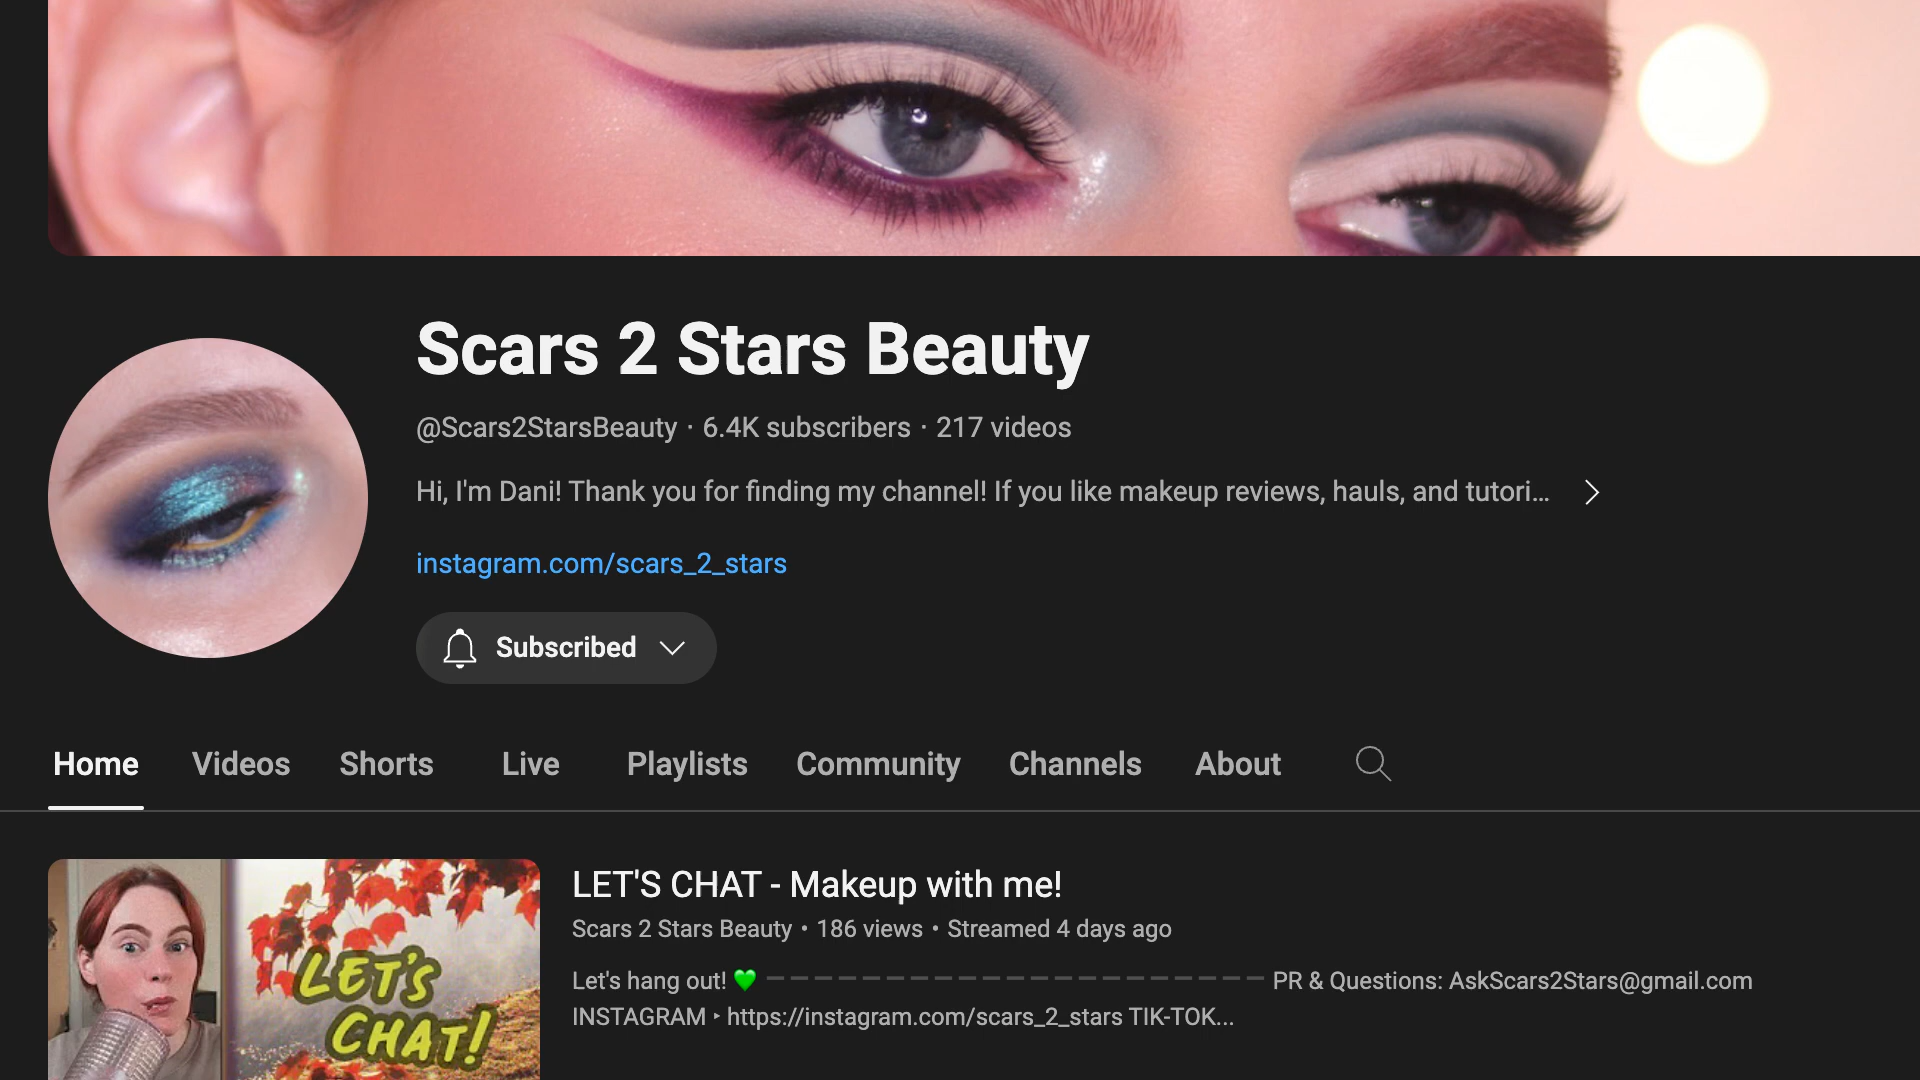 Scars 2 Stars Beauty
@Scars2StarsBeauty · 6.4K subscribers · 217 videos
Hi, I'm Dani! Thank you for finding my channel! If you like makeup reviews, hauls, and tutori...
instagram.com/scars_2_stars
Subscribed
Home Videos Shorts Live Playlists Community Channels About
LET'S CHAT - Makeup with me!
Scars 2 Stars Beauty • 186 views • Streamed 4 days ago
Let's hang out! 💚 — — — — — — — — — — — — — — — — — — — — — PR & Questions: AskScars2Stars@gmail.com
INSTAGRAM ‣ https://instagram.com/scars_2_stars TIK-TOK...
LET'S
CHAT!